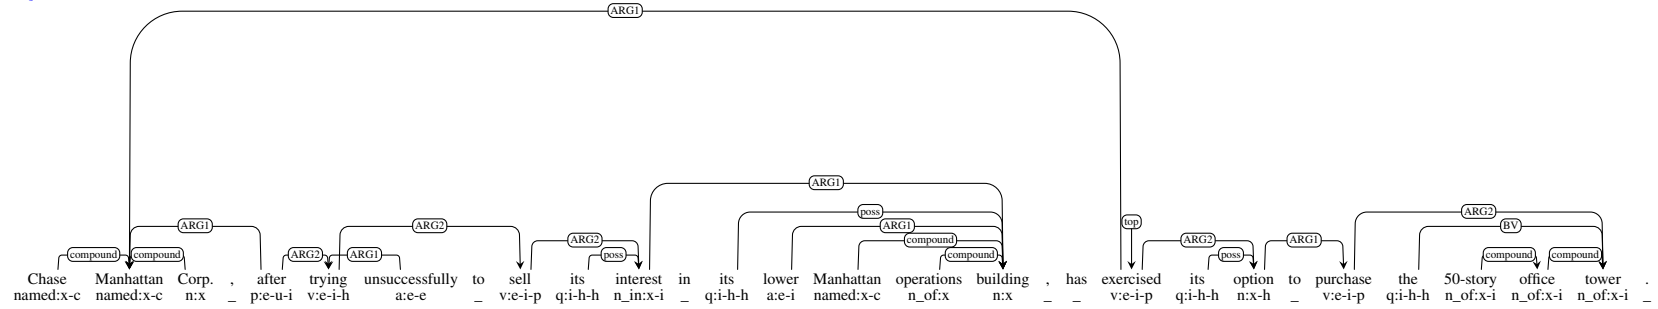 ARG1
ARG1
poss
ARG2
ARG1 ARG2 top ARG1 BV
ARG2 compound ARG2 ARG1
compound compound ARG2 ARG1 poss compound poss compound compound
Chase Manhattan Corp. , after trying unsuccessfully to sell its interest in its lower Manhattan operations building , has exercised its option to purchase the 50-story office tower .
named:x-c named:x-c n:x _ p:e-u-i v:e-i-h a:e-e _ v:e-i-p q:i-h-h n_in:x-i _ q:i-h-h a:e-i named:x-c n_of:x n:x _ _ v:e-i-p q:i-h-h n:x-h _ v:e-i-p q:i-h-h n_of:x-i n_of:x-i n_of:x-i _